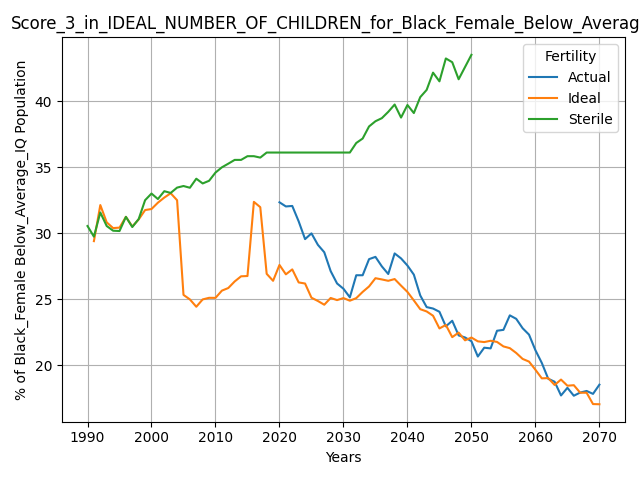 Score_3_in_IDEAL_NUMBER_OF_CHILDREN_for_Black_Female_Below_Averag
% of Black_Female Below_Average_IQ Population
40
35
30
25
20
Fertility
Actual
Ideal
Sterile
1990 2000 2010 2020 2030 2040 2050 2060 2070
Years